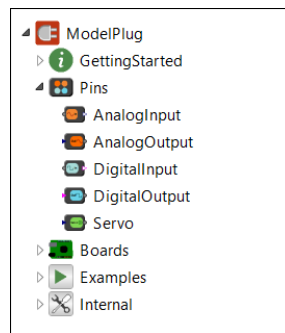 ModelPlug
GettingStarted
Pins
AnalogInput
AnalogOutput
DigitalInput
DigitalOutput
Servo
Boards
Examples
Internal